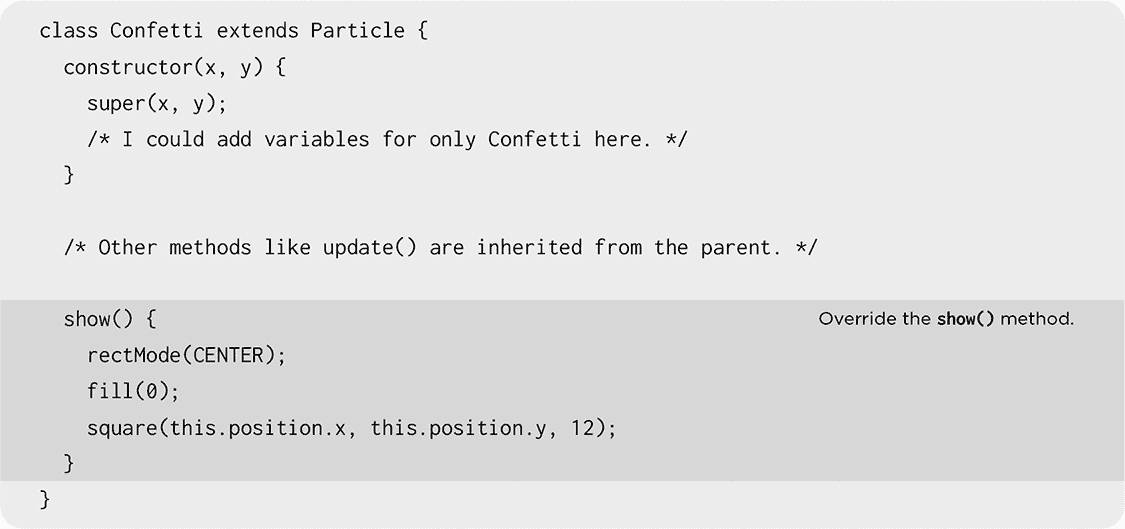 class Confetti extends Particle {
constructor(x, y) {
super(x, y);
/* I could add variables for only Confetti here. */
}
/* Other methods like update() are inherited from the parent. */
show() {
Override the show() method.
rectMode(CENTER);
fill(0);
square(this.position.x, this.position.y, 12);
}
}